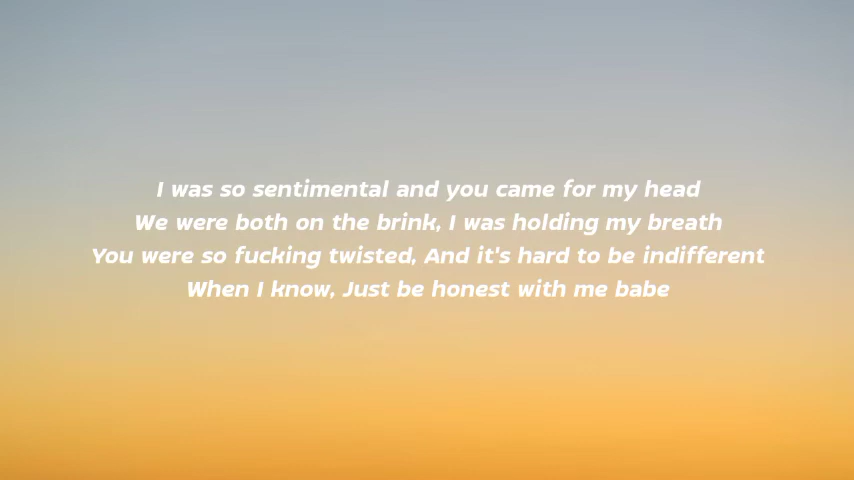 I was so sentimental and you came for my head
We were both on the brink, I was holding my breath
You were so fucking twisted, And it's hard to be indifferent
When I know, Just be honest with me babe